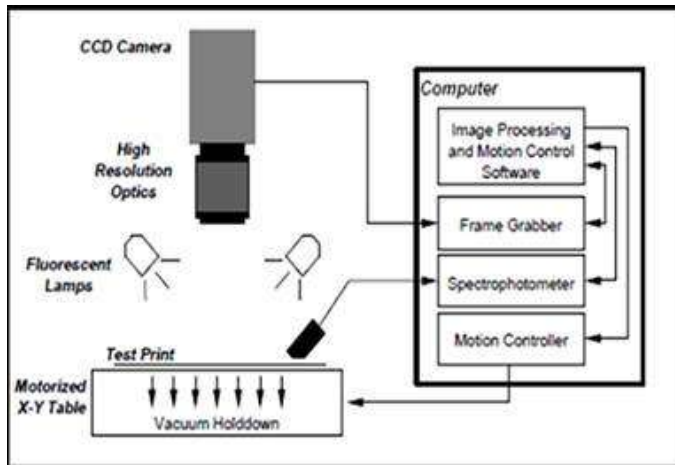 CCD Camera
High
Resolution
Optics
Fluorescent
Lamps
Test Print
Motorized
X-Y Table
Vacuum Holddown
Computer
Image Processing
and Motion Control
Software
Frame Grabber
Spectrophotometer
Motion Controller